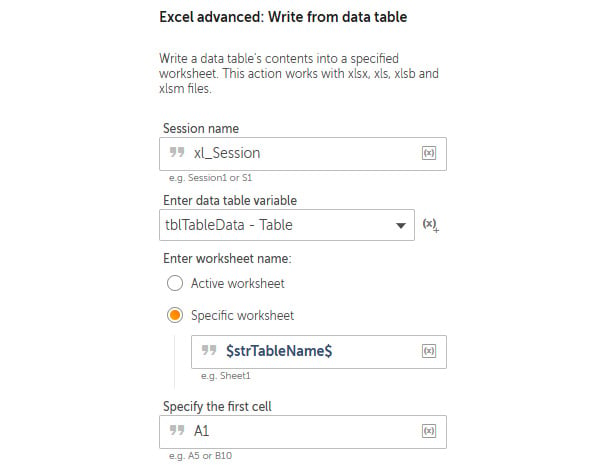 Excel advanced: Write from data table
Write a data table's contents into a specified
worksheet. This action works with xlsx, xls, xlsb and
xlsm files.
Session name
xl_Session
(x)
e.g. Session1 or S1
Enter data table variable
tblTableData - Table
(x)+
Enter worksheet name:
Active worksheet
Specific worksheet
$strTableName$
(x)
e.g. Sheet1
Specify the first cell
A1
(x)
e.g. A5 or B10